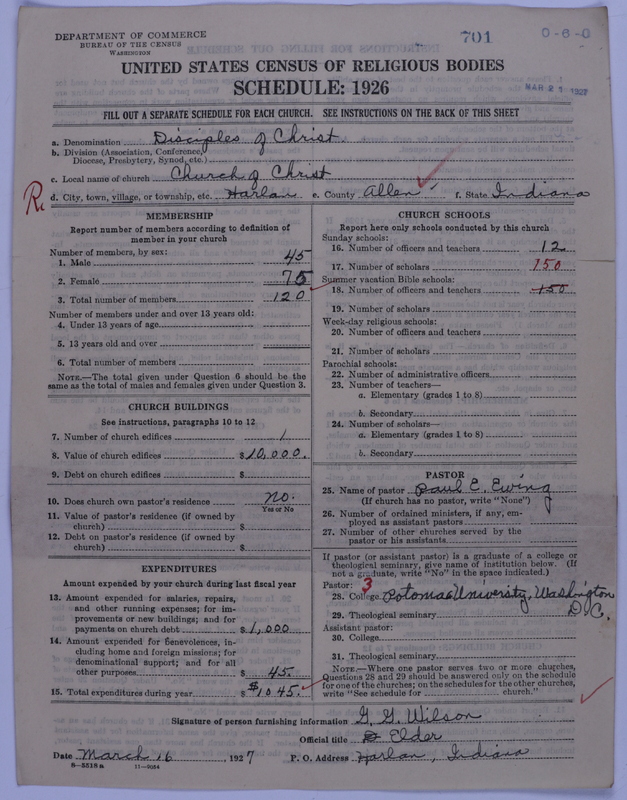 DEPARTMENT OF COMMERCE
BUREAU OF THE CENSUS
WASHINGTON
701
0-6-0
UNITED STATES CENSUS OF RELIGIOUS BODIES
SCHEDULE: 1926
MAR 21 1927
FILL OUT A SEPARATE SCHEDULE FOR EACH CHURCH. SEE INSTRUCTIONS ON THE BACK OF THIS SHEET
a. Denomination Disciples of Christ
b. Division (Association, Conference, Diocese, Presbytery, Synod, etc.)
c. Local name of church Church of Christ
R.
d. City, town, village, or township, etc. Harlan e. County Allen f. State Indiana
MEMBERSHIP
Report number of members according to definition of
member in your church
Number of members, by sex:
1. Male 45
2. Female 75
3. Total number of members 120
Number of members under and over 13 years old:
4. Under 13 years of age
5. 13 years old and over
6. Total number of members
NOTE.—The total given under Question 6 should be the
same as the total of males and females given under Question 3.
CHURCH BUILDINGS
See instructions, paragraphs 10 to 12
7. Number of church edifices 1
8. Value of church edifices $10,000.
9. Debt on church edifices $
10. Does church own pastor's residence no.
Yes or No
11. Value of pastor's residence (if owned by
church) $
12. Debt on pastor's residence (if owned by
church) $
EXPENDITURES
Amount expended by your church during last fiscal year
13. Amount expended for salaries, repairs,
and other running expenses; for im-
provements or new buildings; and for
payments on church debt $1,000
14. Amount expended for benevolences, in-
cluding home and foreign missions; for
denominational support; and for all
other purposes $45.
15. Total expenditures during year $1045.
CHURCH SCHOOLS
Report here only schools conducted by this church
Sunday schools:
16. Number of officers and teachers 12
17. Number of scholars 150
Summer vacation Bible schools:
18. Number of officers and teachers 150
19. Number of scholars
Week-day religious schools:
20. Number of officers and teachers
21. Number of scholars
Parochial schools:
22. Number of administrative officers
23. Number of teachers—
a. Elementary (grades 1 to 8)
b. Secondary
24. Number of scholars—
a. Elementary (grades 1 to 8)
b. Secondary
PASTOR
25. Name of pastor Paul E. Ewing
(If church has no pastor, write "None")
26. Number of ordained ministers, if any, em-
ployed as assistant pastors
27. Number of other churches served by the
pastor or his assistants
If pastor (or assistant pastor) is a graduate of a college or
theological seminary, give name of institution below. (If
not a graduate, write "No" in the space indicated.)
Pastor: 3
28. College Potomac University, Washington
D.C.
29. Theological seminary
Assistant pastor:
30. College
31. Theological seminary
NOTE.—Where one pastor serves two or more churches,
Questions 28 and 29 should be answered only on the schedule
for one of the churches; on the schedules for the other churches,
write "See schedule for church."
Signature of person furnishing information G. G. Wilson
Official title Elder
Date March 16, 1927 P. O. Address Harlan, Indiana
8-5518a 11-9034